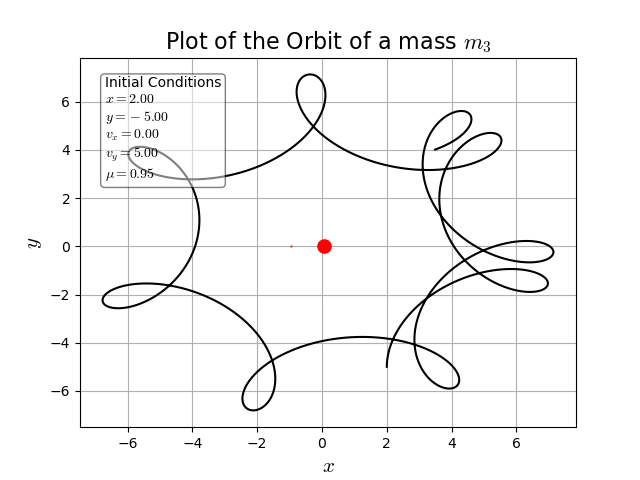 Plot of the Orbit of a mass m₃
Initial Conditions
x = 2.00
y = −5.00
vₓ = 0.00
v_y = 5.00
μ = 0.95
6
4
2
0
−2
−4
−6
y
−6 −4 −2 0 2 4 6
x